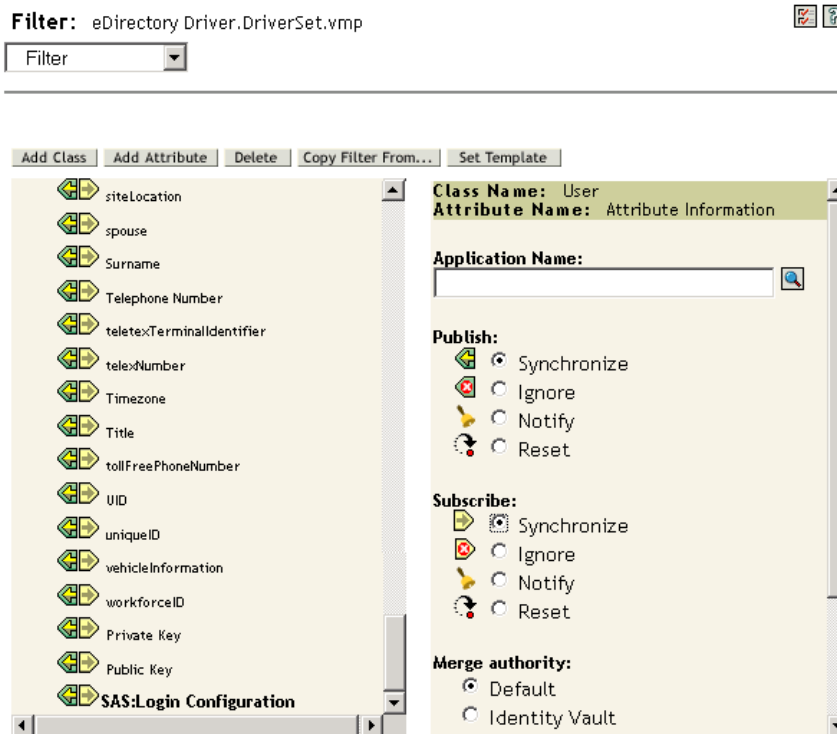 Filter: eDirectory Driver.DriverSet.vmp
Filter
Add Class Add Attribute Delete Copy Filter From... Set Template
siteLocation
spouse
Surname
Telephone Number
teletexTerminalIdentifier
telexNumber
Timezone
Title
tollFreePhoneNumber
UID
uniqueID
vehicleInformation
workforceID
Private Key
Public Key
SAS:Login Configuration
Class Name: User
Attribute Name: Attribute Information
Application Name:
Publish:
Synchronize
Ignore
Notify
Reset
Subscribe:
Synchronize
Ignore
Notify
Reset
Merge authority:
Default
Identity Vault